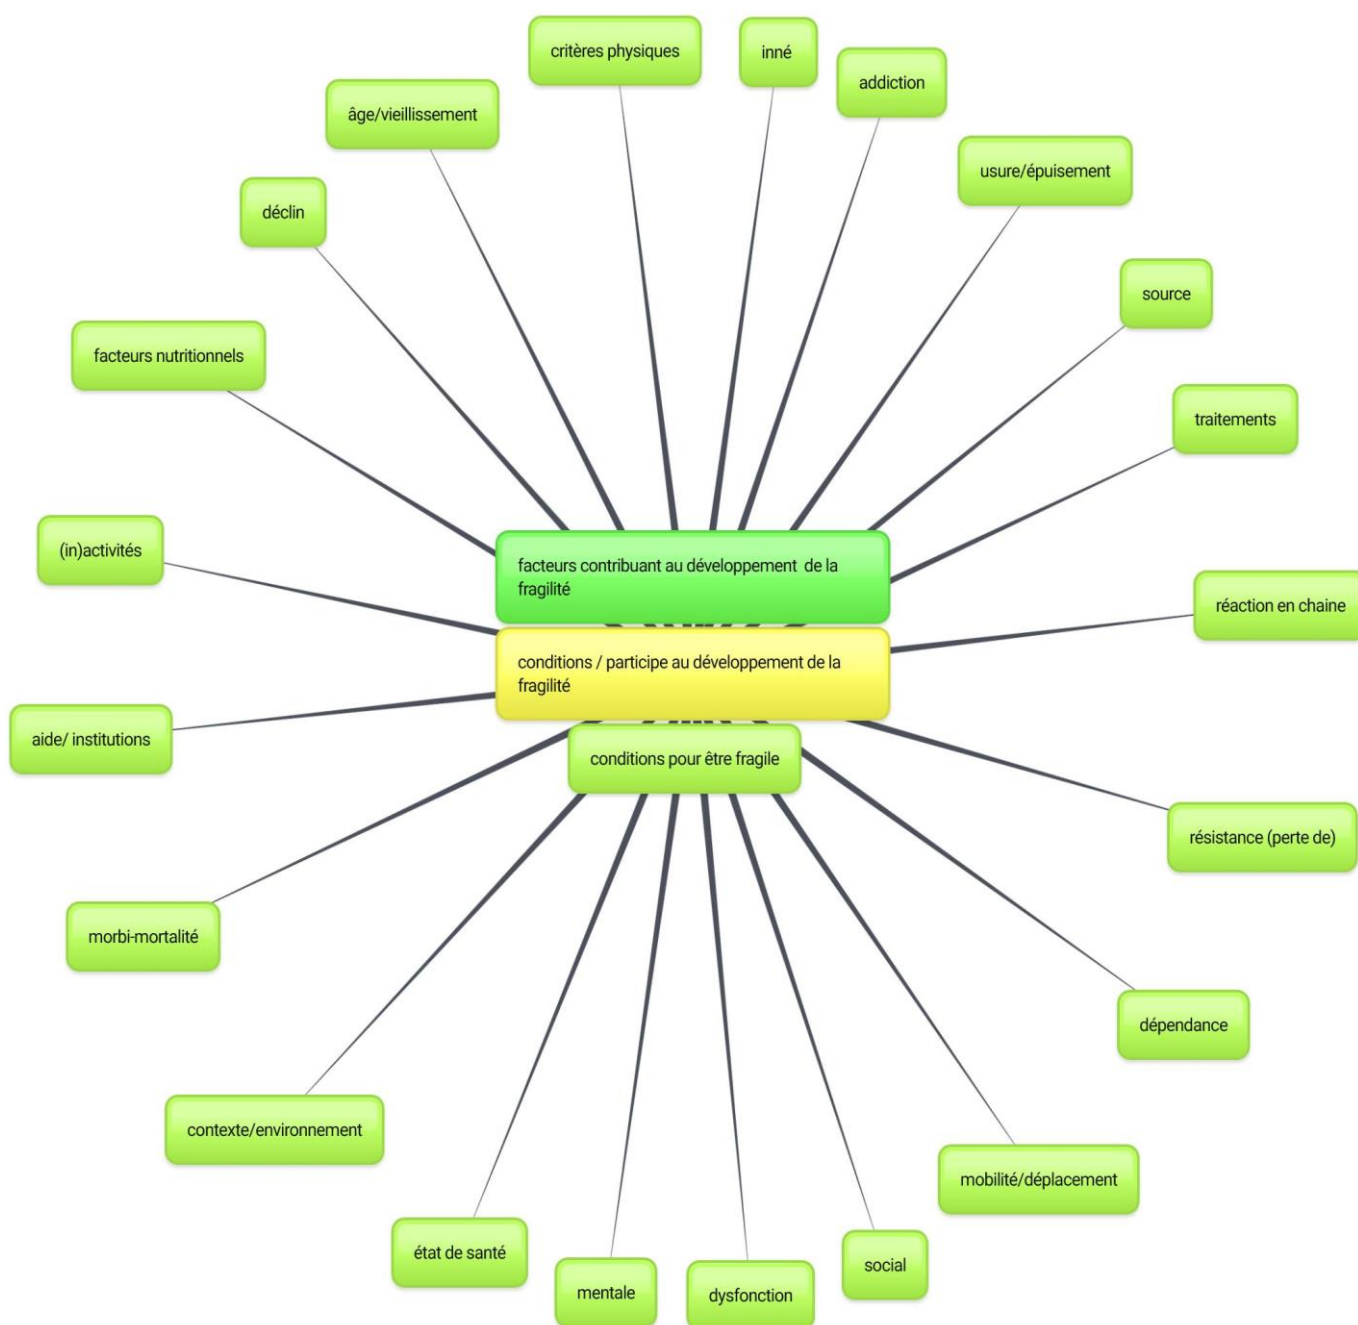 critères physiques
inné
addiction
âge/vieillissement
usure/épuisement
déclin
source
facteurs nutritionnels
traitements
(in)activités
facteurs contribuant au développement de la
fragilité
réaction en chaine
conditions / participe au développement de la
fragilité
aide/ institutions
conditions pour être fragile
résistance (perte de)
morbi-mortalité
dépendance
contexte/environnement
mobilité/déplacement
état de santé
social
mentale
dysfonction